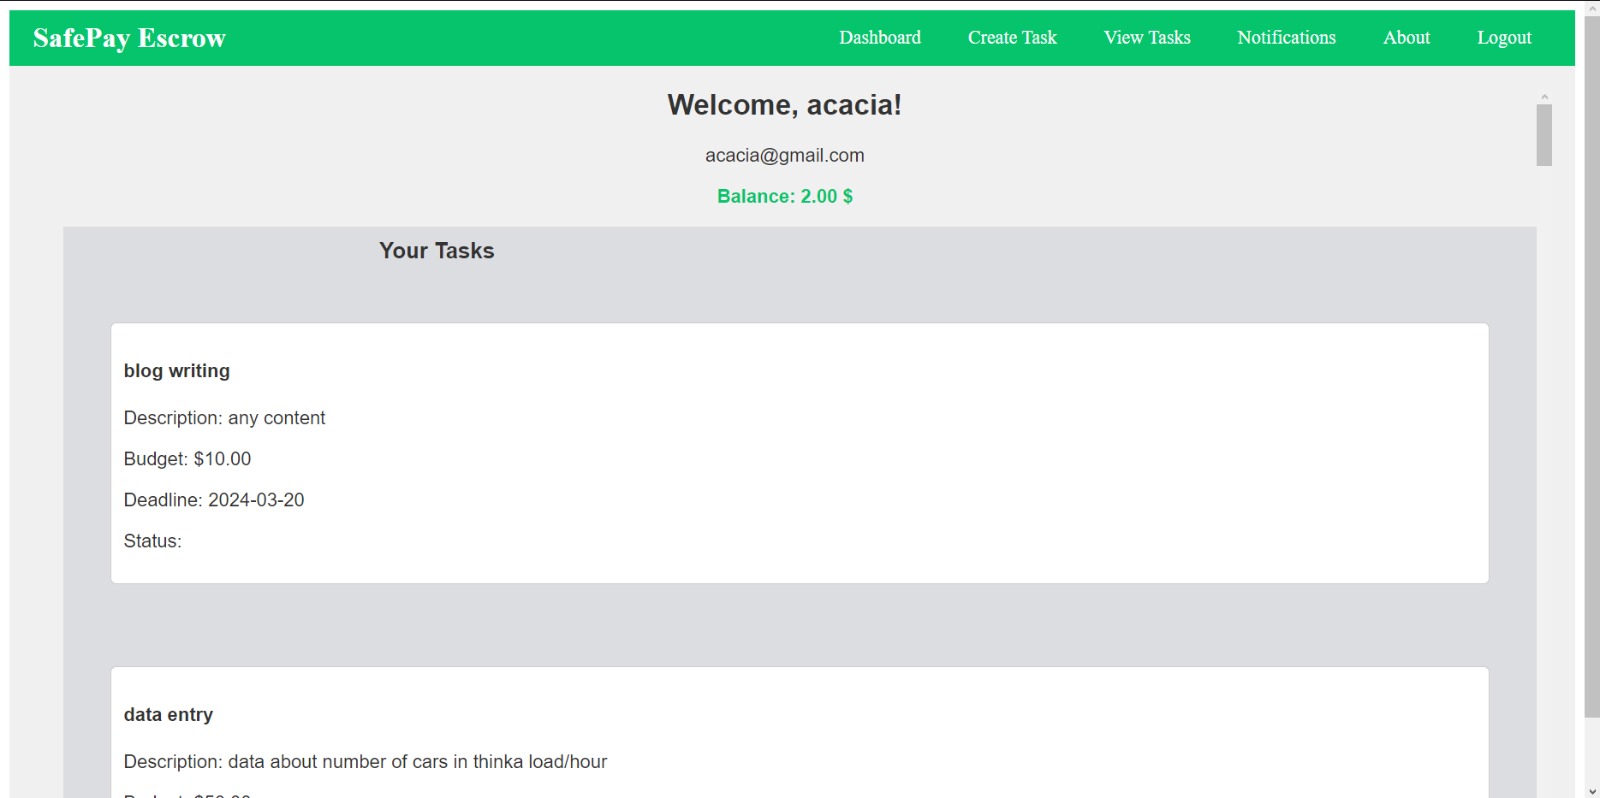 SafePay Escrow
Dashboard
Create Task
View Tasks
Notifications
About
Logout
Welcome, acacia!
acacia@gmail.com
Balance: 2.00 $
Your Tasks
blog writing
Description: any content
Budget: $10.00
Deadline: 2024-03-20
Status:
data entry
Description: data about number of cars in thinka load/hour